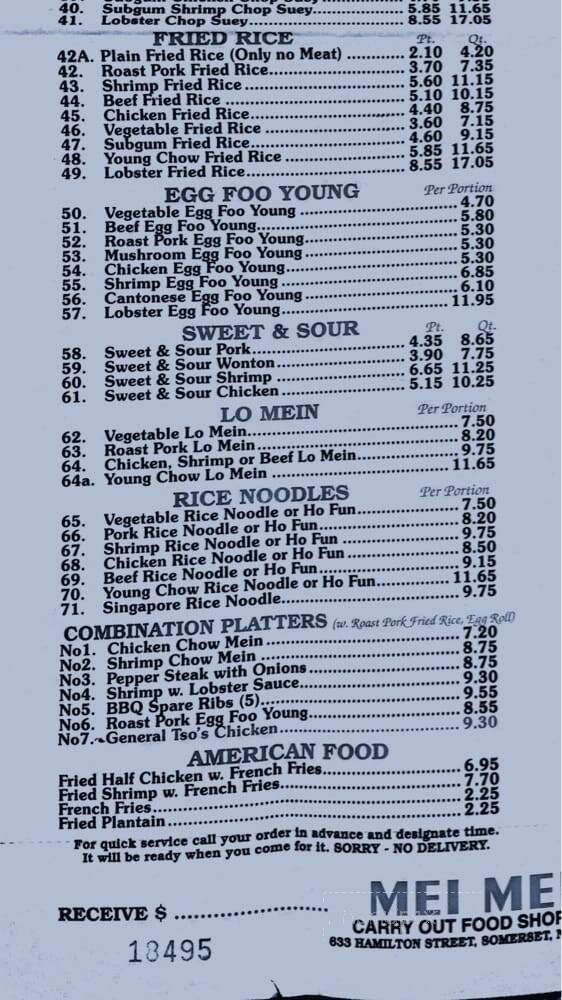 40. Subgum Shrimp Chop Suey 5.85 11.65
41. Lobster Chop Suey 8.55 17.05
FRIED RICE Pt. Qt.
42A. Plain Fried Rice (Only no Meat) 2.10 4.20
42. Roast Pork Fried Rice 3.70 7.35
43. Shrimp Fried Rice 5.60 11.15
44. Beef Fried Rice 5.10 10.15
45. Chicken Fried Rice 4.40 8.75
46. Vegetable Fried Rice 3.60 7.15
47. Subgum Fried Rice 4.60 9.15
48. Young Chow Fried Rice 5.85 11.65
49. Lobster Fried Rice 8.55 17.05
EGG FOO YOUNG Per Portion
50. Vegetable Egg Foo Young 4.70
51. Beef Egg Foo Young 5.80
52. Roast Pork Egg Foo Young 5.30
53. Mushroom Egg Foo Young 5.30
54. Chicken Egg Foo Young 5.30
55. Shrimp Egg Foo Young 6.85
56. Cantonese Egg Foo Young 6.10
57. Lobster Egg Foo Young 11.95
SWEET & SOUR Pt. Qt.
58. Sweet & Sour Pork 4.35 8.65
59. Sweet & Sour Wonton 3.90 7.75
60. Sweet & Sour Shrimp 6.65 11.25
61. Sweet & Sour Chicken 5.15 10.25
LO MEIN Per Portion
62. Vegetable Lo Mein 7.50
63. Roast Pork Lo Mein 8.20
64. Chicken, Shrimp or Beef Lo Mein 9.75
64a. Young Chow Lo Mein 11.65
RICE NOODLES Per Portion
65. Vegetable Rice Noodle or Ho Fun 7.50
66. Pork Rice Noodle or Ho Fun 8.20
67. Shrimp Rice Noodle or Ho Fun 9.75
68. Chicken Rice Noodle or Ho Fun 8.50
69. Beef Rice Noodle or Ho Fun 9.15
70. Young Chow Rice Noodle or Ho Fun 11.65
71. Singapore Rice Noodle 9.75
COMBINATION PLATTERS (w. Roast Pork Fried Rice, Egg Roll)
No1. Chicken Chow Mein 7.20
No2. Shrimp Chow Mein 8.75
No3. Pepper Steak with Onions 8.75
No4. Shrimp w. Lobster Sauce 9.30
No5. BBQ Spare Ribs (5) 9.55
No6. Roast Pork Egg Foo Young 8.55
No7. General Tso's Chicken 9.30
AMERICAN FOOD
Fried Half Chicken w. French Fries 6.95
Fried Shrimp w. French Fries 7.70
French Fries 2.25
Fried Plantain 2.25
For quick service call your order in advance and designate time.
It will be ready when you come for it. SORRY - NO DELIVERY.
MEI ME
RECEIVE $
CARRY OUT FOOD SHOP
633 HAMILTON STREET, SOMERSET,
18495